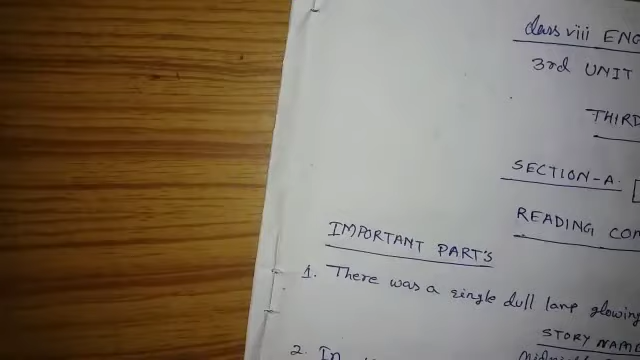 class viii ENG
3rd UNIT
THIRD
SECTION-A. [
READING COM
IMPORTANT PART'S
1. There was a single dull lamp glowing
STORY NAME
2. In
midnight